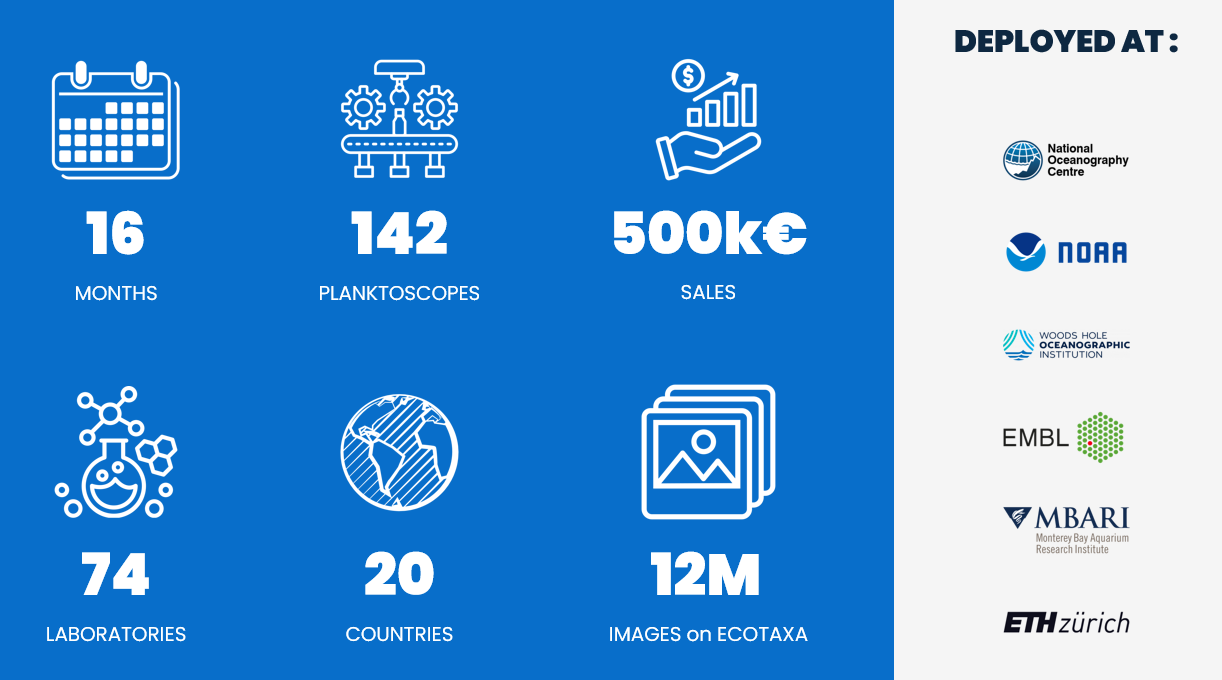 16
MONTHS
142
PLANKTOSCOPES
$
500k€
SALES
74
LABORATORIES
20
COUNTRIES
12M
IMAGES on ECOTAXA
DEPLOYED AT :
National
Oceanography
Centre
NOAA
WOODS HOLE
OCEANOGRAPHIC
INSTITUTION
EMBL
MBARI
Monterey Bay Aquarium
Research Institute
ETH zürich